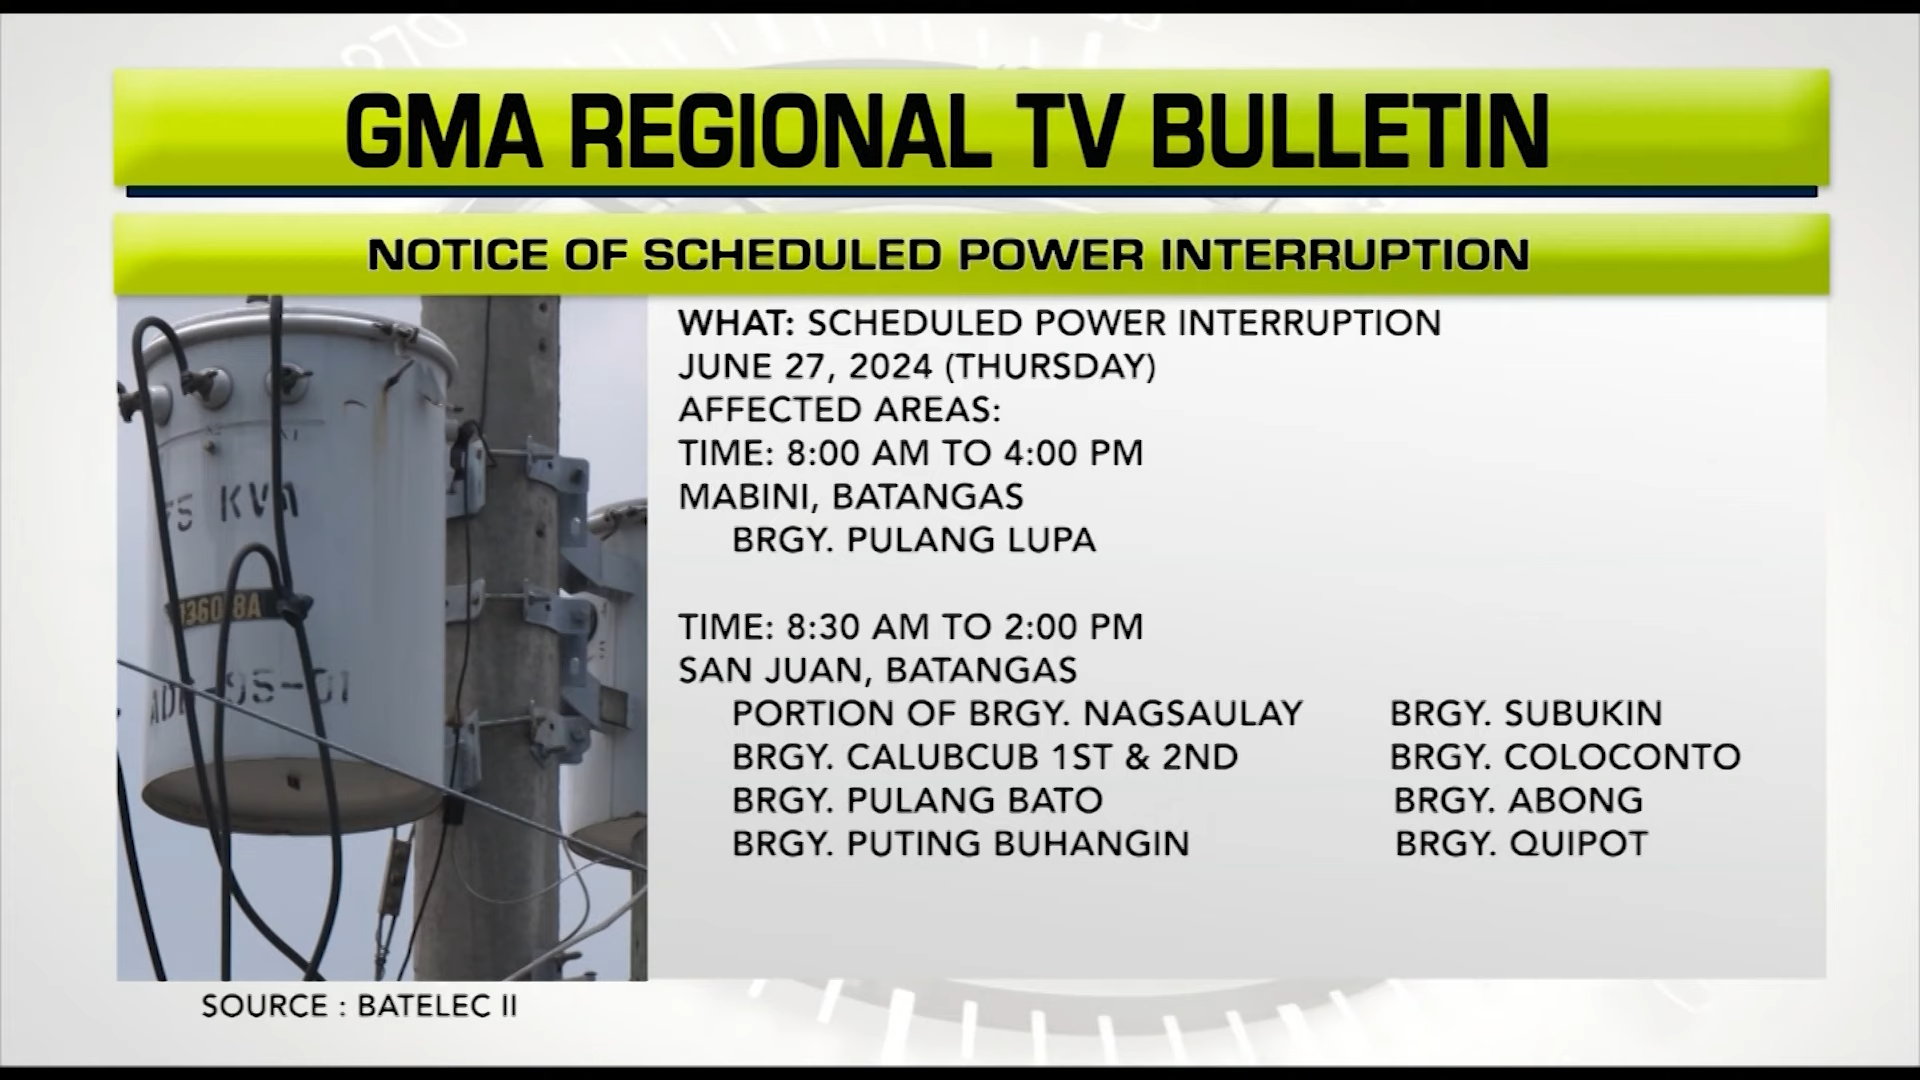 GMA REGIONAL TV BULLETIN
NOTICE OF SCHEDULED POWER INTERRUPTION
WHAT: SCHEDULED POWER INTERRUPTION
JUNE 27, 2024 (THURSDAY)
AFFECTED AREAS:
TIME: 8:00 AM TO 4:00 PM
MABINI, BATANGAS
BRGY. PULANG LUPA
TIME: 8:30 AM TO 2:00 PM
SAN JUAN, BATANGAS
PORTION OF BRGY. NAGSAULAY BRGY. SUBUKIN
BRGY. CALUBCUB 1ST & 2ND BRGY. COLOCONTO
BRGY. PULANG BATO BRGY. ABONG
BRGY. PUTING BUHANGIN BRGY. QUIPOT
KVA
95-01
SOURCE : BATELEC II